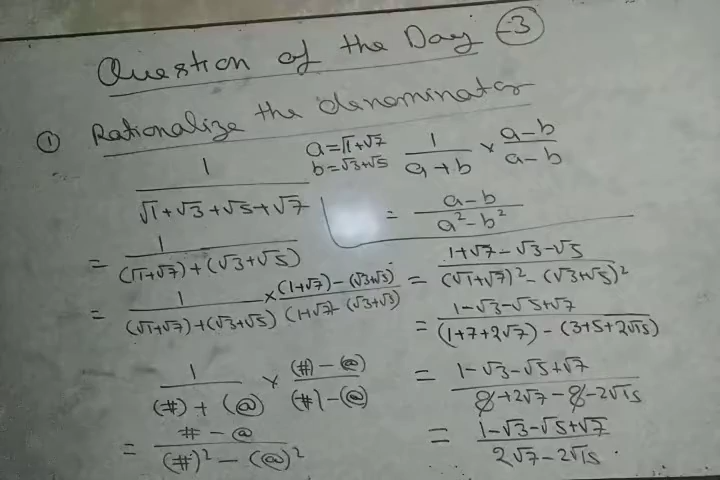 Question of the Day -3
① Rationalize the denominator
1/(√1+√3+√5+√7)
a=√1+√7
b=√3+√5
1/(a+b) × (a-b)/(a-b)
= (a-b)/(a²-b²)
= 1/((√1+√7)+(√3+√5))
= 1/((√1+√7)+(√3+√5)) × ((1+√7)-(√3+√3))/((1+√7)-(√3+√3))
1/((#)+(@)) × ((#)-(@))/((#)-(@))
= (#-@)/((#)²-(@)²)
= (1+√7-√3-√5)/((√1+√7)²-(√3+√5)²)
= (1-√3-√5+√7)/((1+7+2√7)-(3+5+2√15))
= (1-√3-√5+√7)/(8+2√7-8-2√15)
= (1-√3-√5+√7)/(2√7-2√15).